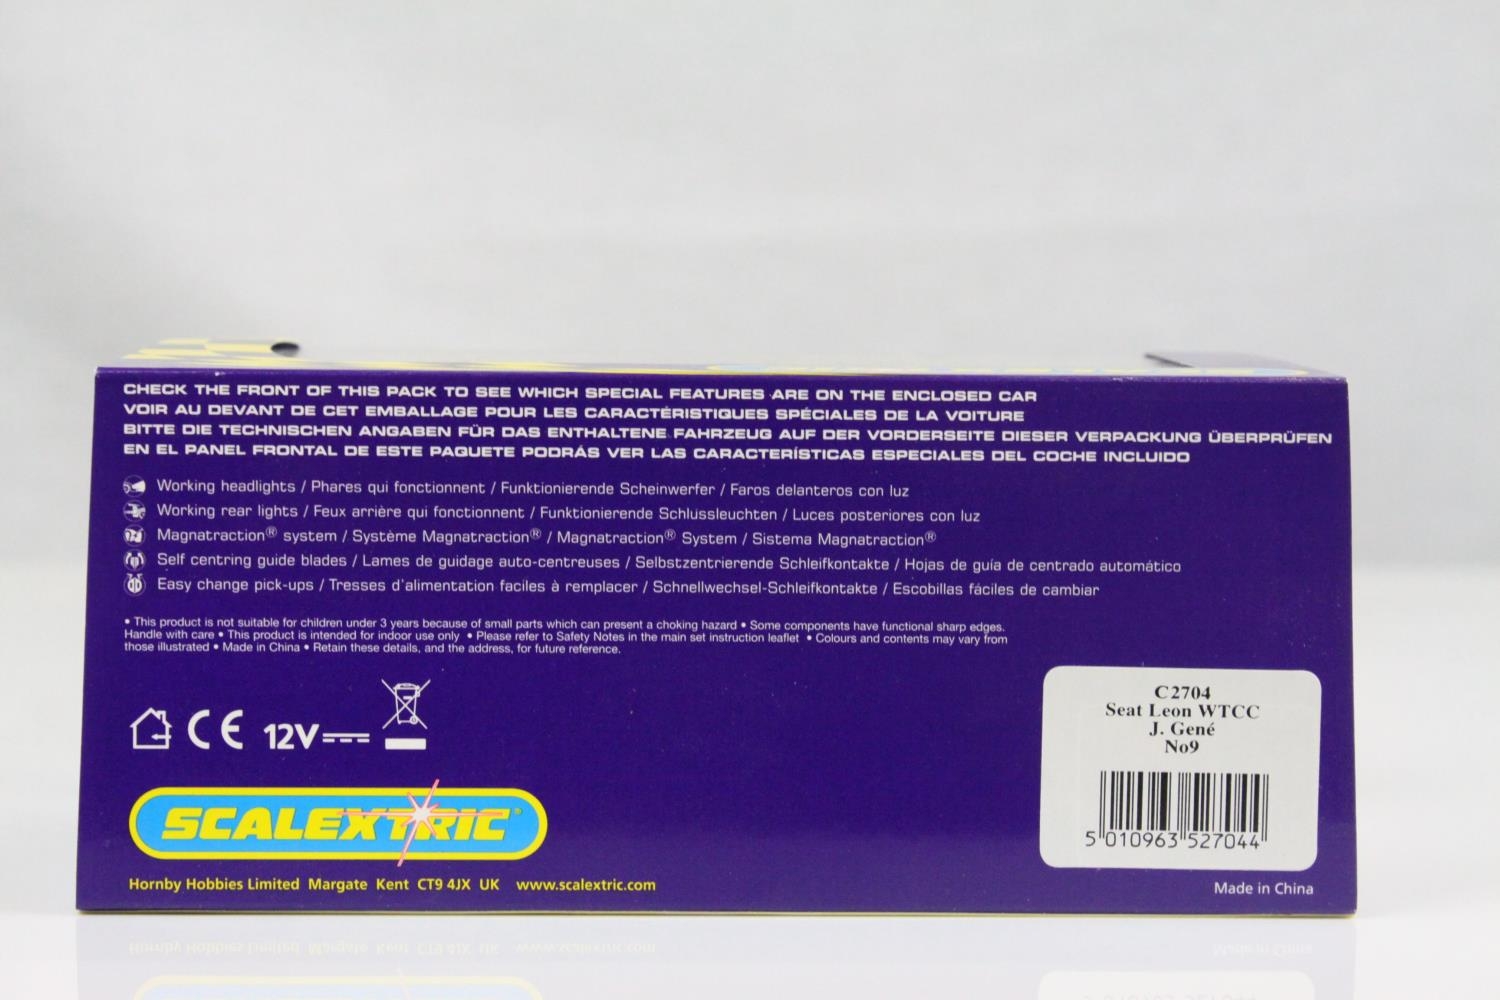 CHECK THE FRONT OF THIS PACK TO SEE WHICH SPECIAL FEATURES ARE ON THE ENCLOSED CAR
VOIR AU DEVANT DE CET EMBALLAGE POUR LES CARACTÉRISTIQUES SPÉCIALES DE LA VOITURE
BITTE DIE TECHNISCHEN ANGABEN FÜR DAS ENTHALTENE FAHRZEUG AUF DER VORDERSEITE DIESER VERPACKUNG ÜBERPRÜFEN
EN EL PANEL FRONTAL DE ESTE PAQUETE PODRÁS VER LAS CARACTERÍSTICAS ESPECIALES DEL COCHE INCLUIDO
Working headlights / Phares qui fonctionnent / Funktionierende Scheinwerfer / Faros delanteros con luz
Working rear lights / Feux arrière qui fonctionnent / Funktionierende Schlussleuchten / Luces posteriores con luz
Magnatraction® system / Système Magnatraction® / Magnatraction® System / Sistema Magnatraction®
Self centring guide blades / Lames de guidage auto-centreuses / Selbstzentrierende Schleifkontakte / Hojas de guía de centrado automático
Easy change pick-ups / Tresses d'alimentation faciles à remplacer / Schnellwechsel-Schleifkontakte / Escobillas fáciles de cambiar
• This product is not suitable for children under 3 years because of small parts which can present a choking hazard • Some components have functional sharp edges.
Handle with care • This product is intended for indoor use only • Please refer to Safety Notes in the main set instruction leaflet • Colours and contents may vary from
those illustrated • Made in China • Retain these details, and the address, for future reference.
CE 12V
SCALEXTRIC®
Hornby Hobbies Limited Margate Kent CT9 4JX UK www.scalextric.com
C2704
Seat Leon WTCC
J. Gené
No9
5 010963 527044
Made in China